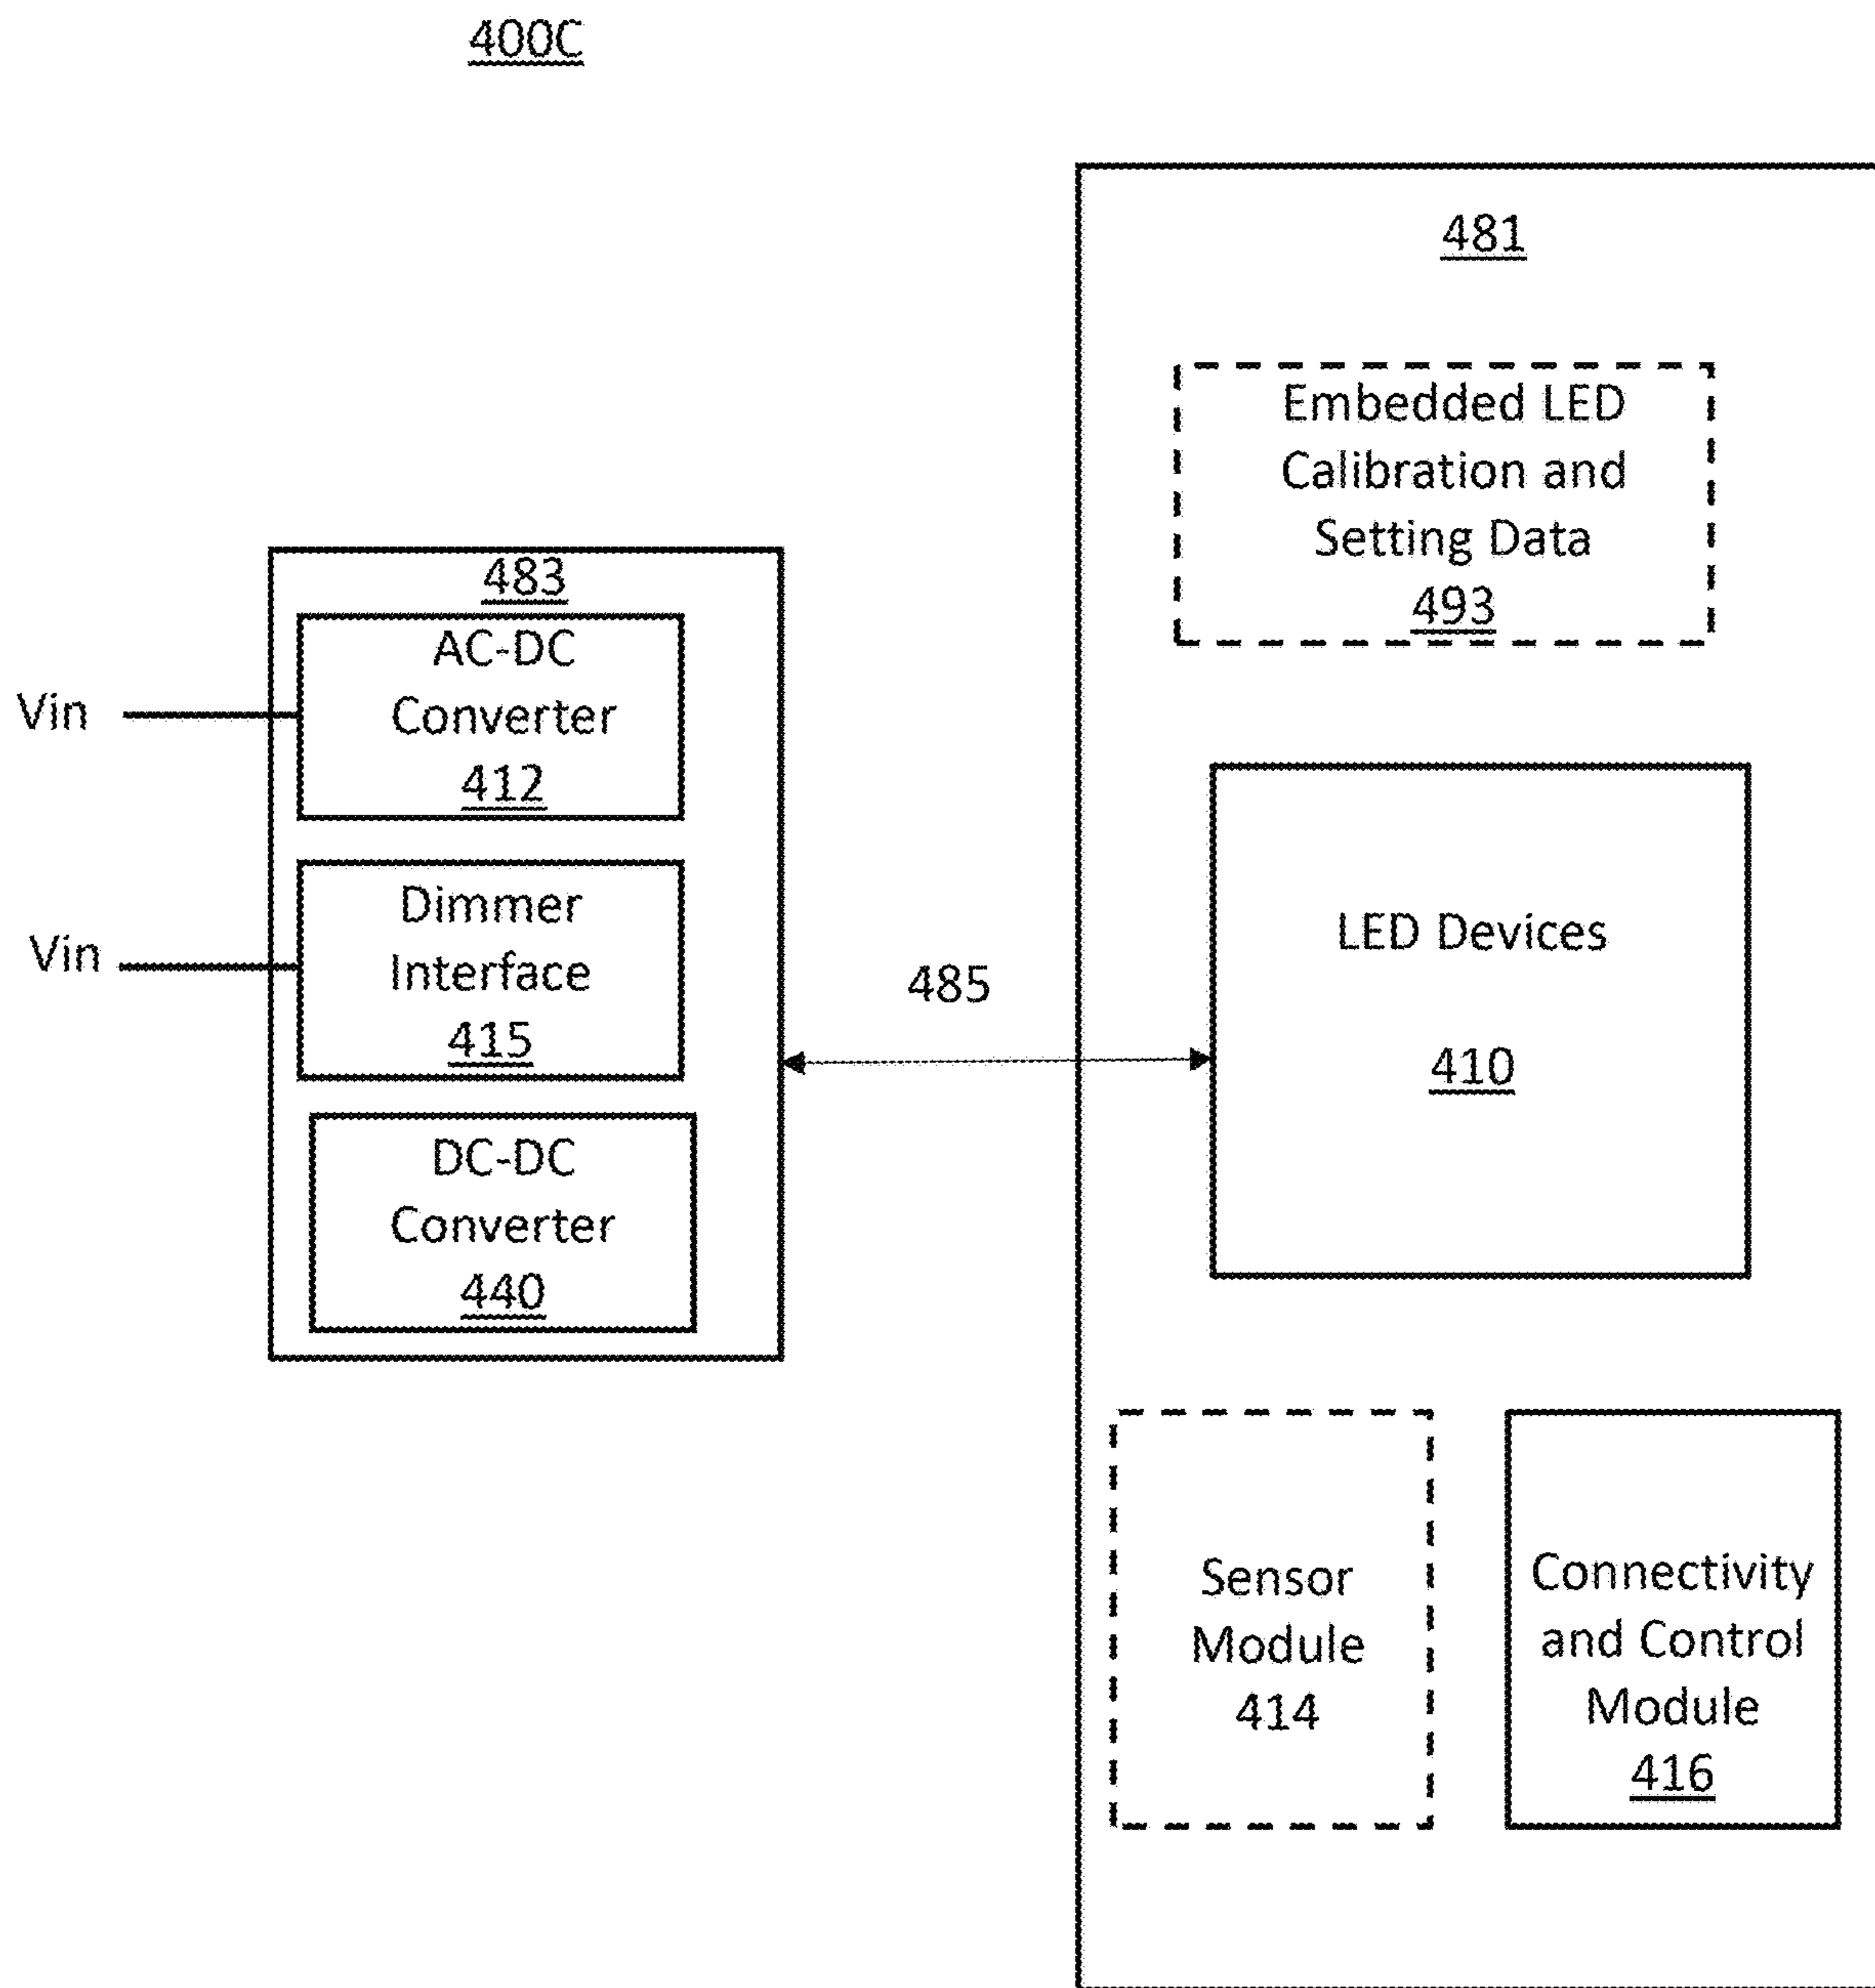 400C
483
AC-DC
Converter
412
Vin
Dimmer
Interface
415
Vin
DC-DC
Converter
440
485
481
Embedded LED
Calibration and
Setting Data
493
LED Devices
410
Sensor
Module
414
Connectivity
and Control
Module
416